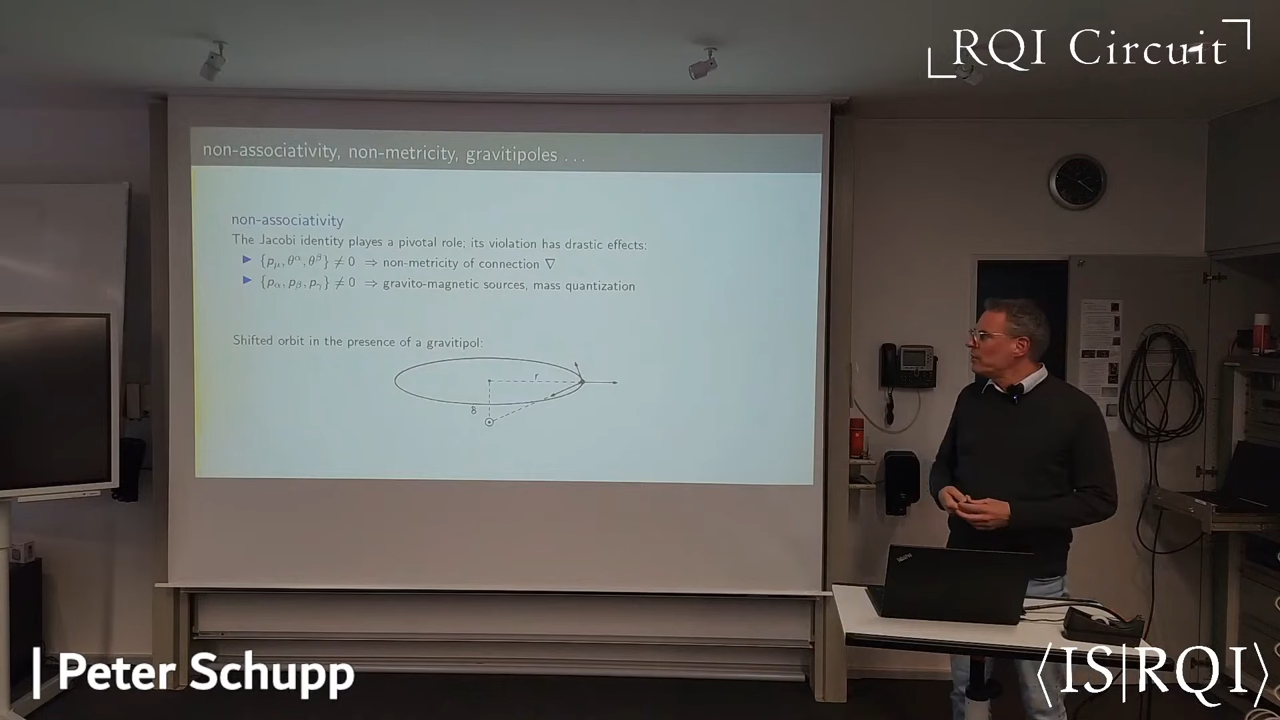 RQI Circuit
non-associativity, non-metricity, gravitipoles . . .
non-associativity
The Jacobi identity playes a pivotal role; its violation has drastic effects:
▶ {p_μ, θ^α, θ^β} ≠ 0 ⇒ non-metricity of connection ∇
▶ {p_α, p_β, p_γ} ≠ 0 ⇒ gravito-magnetic sources, mass quantization
Shifted orbit in the presence of a gravitipol:
r
δ
| Peter Schupp
⟨IS|RQI⟩